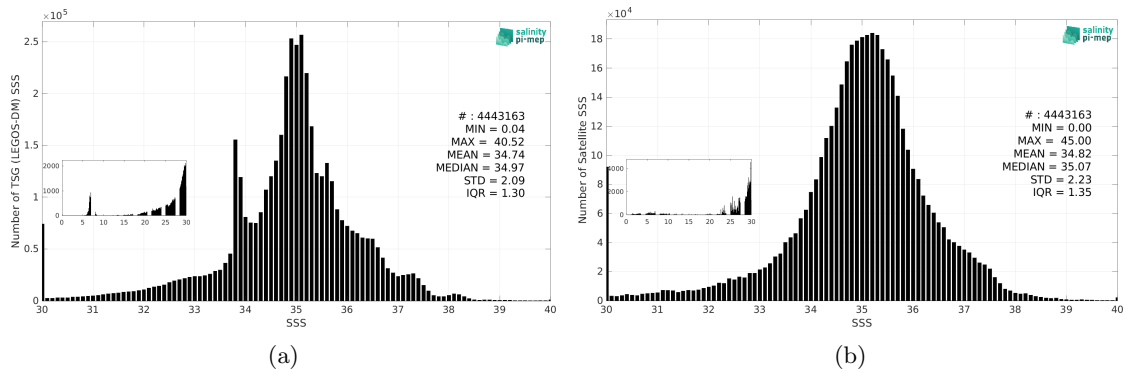 ×10⁵
salinity
pi-mep
Number of TSG (LEGOS-DM) SSS
2.5
2
1.5
1
0.5
0
# : 4443163
MIN = 0.04
MAX = 40.52
MEAN = 34.74
MEDIAN = 34.97
STD = 2.09
IQR = 1.30
2000
1000
0
0 5 10 15 20 25 30
30 31 32 33 34 35 36 37 38 39 40
SSS
(a)
×10⁴
salinity
pi-mep
Number of Satellite SSS
18
16
14
12
10
8
6
4
2
0
# : 4443163
MIN = 0.00
MAX = 45.00
MEAN = 34.82
MEDIAN = 35.07
STD = 2.23
IQR = 1.35
4000
2000
0
0 5 10 15 20 25 30
30 31 32 33 34 35 36 37 38 39 40
SSS
(b)